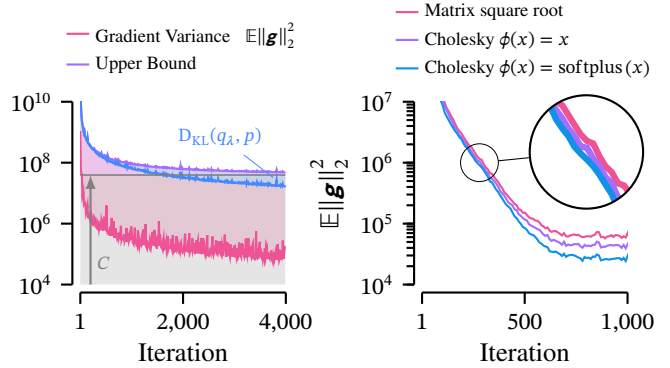 Gradient Variance 𝔼||𝒈||₂²
Upper Bound
10¹⁰
10⁸
10⁶
10⁴
D_KL(q_λ, p)
C
1
2,000
4,000
Iteration
Matrix square root
Cholesky ϕ(x) = x
Cholesky ϕ(x) = softplus(x)
𝔼||𝒈||₂²
10⁷
10⁶
10⁵
10⁴
1
500
1,000
Iteration